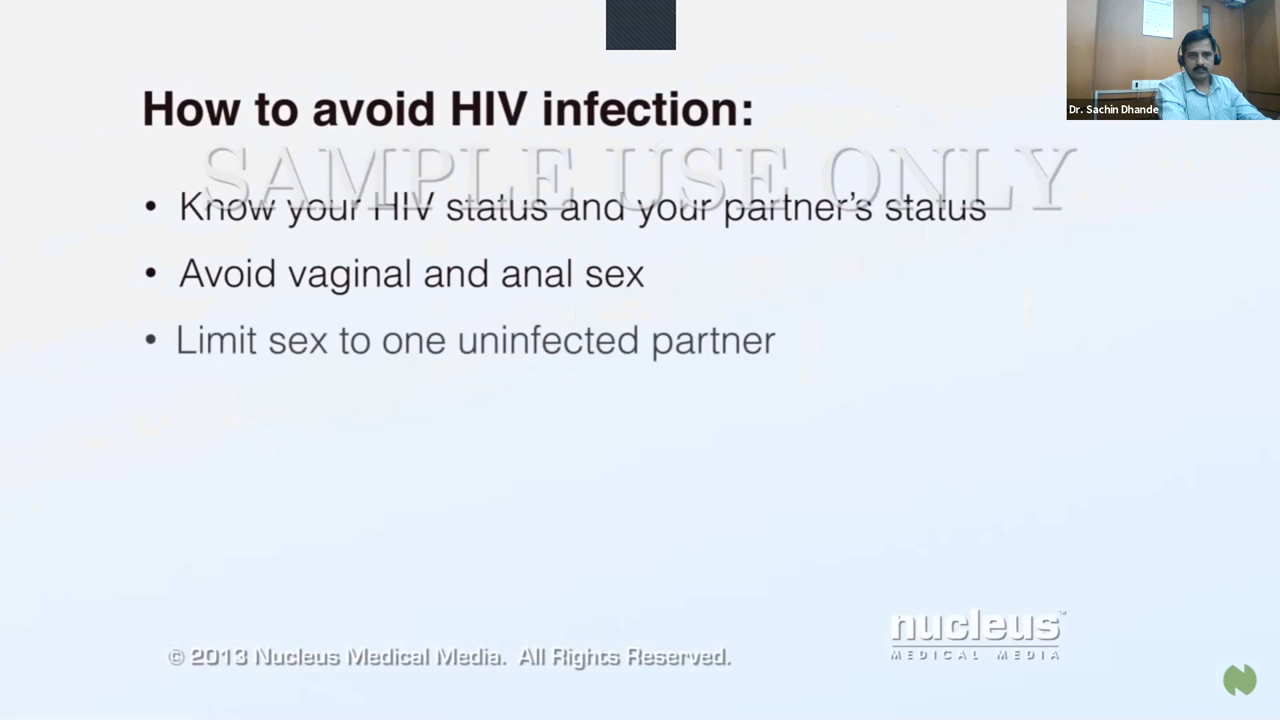 Dr. Sachin Dhande
How to avoid HIV infection:
SAMPLE USE ONLY
• Know your HIV status and your partner's status
• Avoid vaginal and anal sex
• Limit sex to one uninfected partner
nucleus™
MEDICAL MEDIA
© 2013 Nucleus Medical Media. All Rights Reserved.